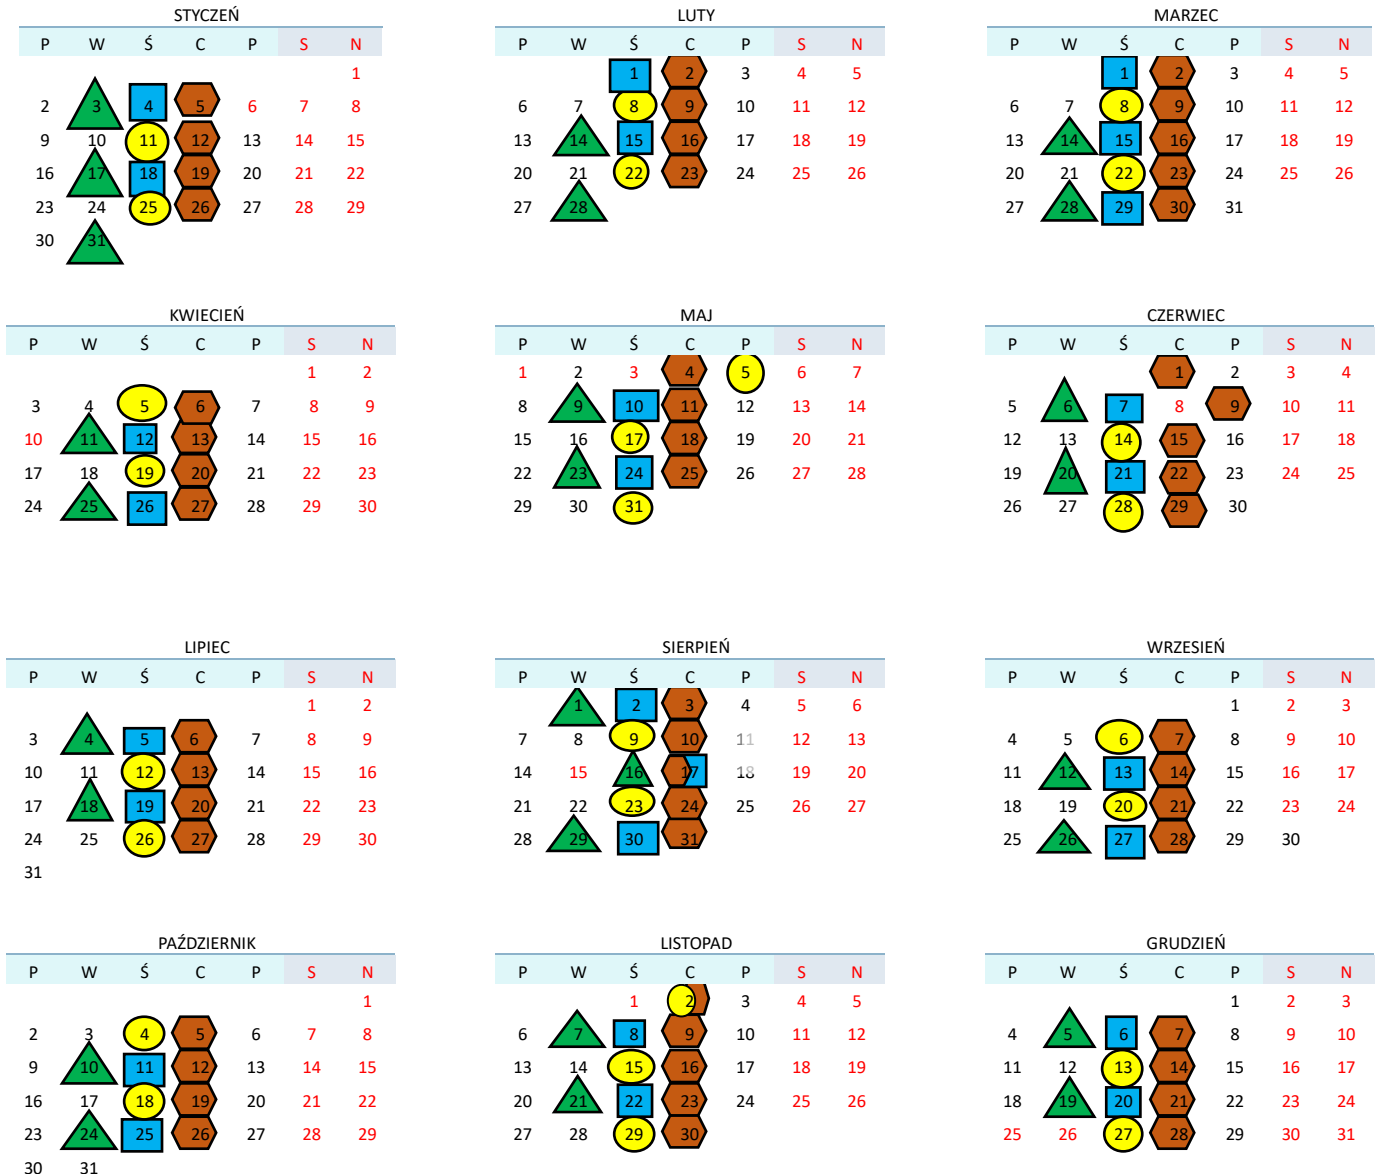 STYCZEŃ LUTY MARZEC
P W Ś C P S N P W Ś C P S N P W Ś C P S N
1 1 2 3 4 5 1 2 3 4 5
2 3 4 5 6 7 8 6 7 8 9 10 11 12 6 7 8 9 10 11 12
9 10 11 12 13 14 15 13 14 15 16 17 18 19 13 14 15 16 17 18 19
16 17 18 19 20 21 22 20 21 22 23 24 25 26 20 21 22 23 24 25 26
23 24 25 26 27 28 29 27 28 27 28 29 30 31
30 31
KWIECIEŃ MAJ CZERWIEC
P W Ś C P S N P W Ś C P S N P W Ś C P S N
1 2 1 2 3 4 5 6 7 1 2 3 4
3 4 5 6 7 8 9 8 9 10 11 12 13 14 5 6 7 8 9 10 11
10 11 12 13 14 15 16 15 16 17 18 19 20 21 12 13 14 15 16 17 18
17 18 19 20 21 22 23 22 23 24 25 26 27 28 19 20 21 22 23 24 25
24 25 26 27 28 29 30 29 30 31 26 27 28 29 30
LIPIEC SIERPIEŃ WRZESIEŃ
P W Ś C P S N P W Ś C P S N P W Ś C P S N
1 2 1 2 3 4 5 6 1 2 3
3 4 5 6 7 8 9 7 8 9 10 11 12 13 4 5 6 7 8 9 10
10 11 12 13 14 15 16 14 15 16 17 18 19 20 11 12 13 14 15 16 17
17 18 19 20 21 22 23 21 22 23 24 25 26 27 18 19 20 21 22 23 24
24 25 26 27 28 29 30 28 29 30 31 25 26 27 28 29 30
31
PAŹDZIERNIK LISTOPAD GRUDZIEŃ
P W Ś C P S N P W Ś C P S N P W Ś C P S N
1 1 2 3 4 5 1 2 3
2 3 4 5 6 7 8 6 7 8 9 10 11 12 4 5 6 7 8 9 10
9 10 11 12 13 14 15 13 14 15 16 17 18 19 11 12 13 14 15 16 17
16 17 18 19 20 21 22 20 21 22 23 24 25 26 18 19 20 21 22 23 24
23 24 25 26 27 28 29 27 28 29 30 25 26 27 28 29 30 31
30 31